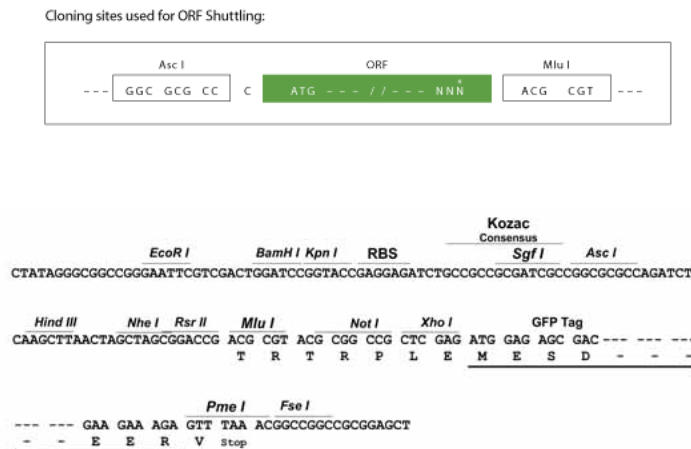 Cloning sites used for ORF Shuttling:
Asc I ORF Mlu I
--- GGC GCG CC C ATG - - - / / - - - NNN* ACG CGT ---
Kozac
Consensus
EcoR I BamH I Kpn I RBS Sgf I Asc I
CTATAGGGCGGCCGGGAATTCGTCGACTGGATCCGGTACCGAGGAGATCTGCCGCCGCGATCGCCGGCGCGCCAGATCT
Hind III Nhe I Rsr II Mlu I Not I Xho I GFP Tag
CAAGCTTAACTAGCTAGCGGACCG ACG CGT ACG CGG CCG CTC GAG ATG GAG AGC GAC --- --- ---
T R T R P L E M E S D - - -
Pme I Fse I
--- --- GAA GAA AGA GTT TAA ACGGCCGGCCGCGGAGCT
- - E E R V Stop